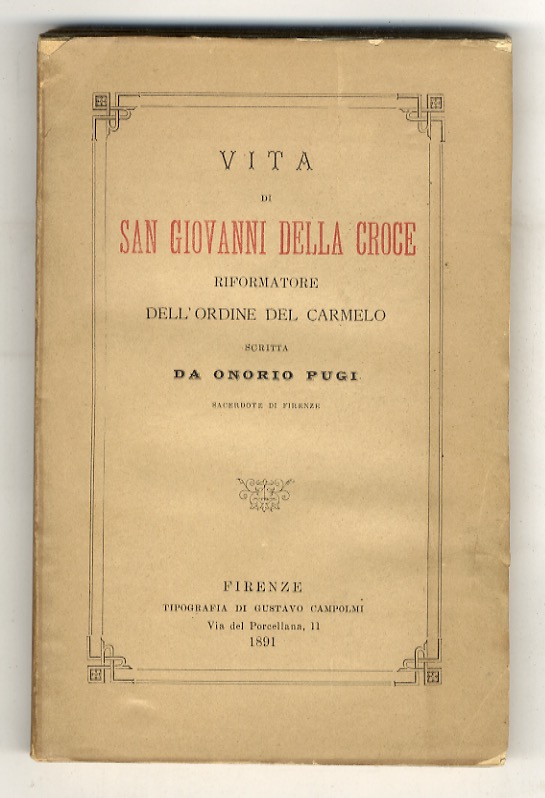 VITA
DI
SAN GIOVANNI DELLA CROCE
RIFORMATORE
DELL'ORDINE DEL CARMELO
SCRITTA
DA ONORIO PUGI
SACERDOTE DI FIRENZE
FIRENZE
TIPOGRAFIA DI GUSTAVO CAMPOLMI
Via del Porcellana, 11
1891